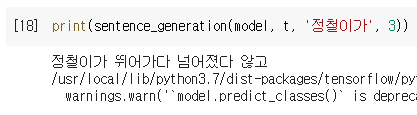 [18] print(sentence_generation(model, t, '정철이가', 3))
정철이가 뛰어가다 넘어졌다 않고
/usr/local/lib/python3.7/dist-packages/tensorflow/py
warnings.warn('`model.predict_classes()` is depreca